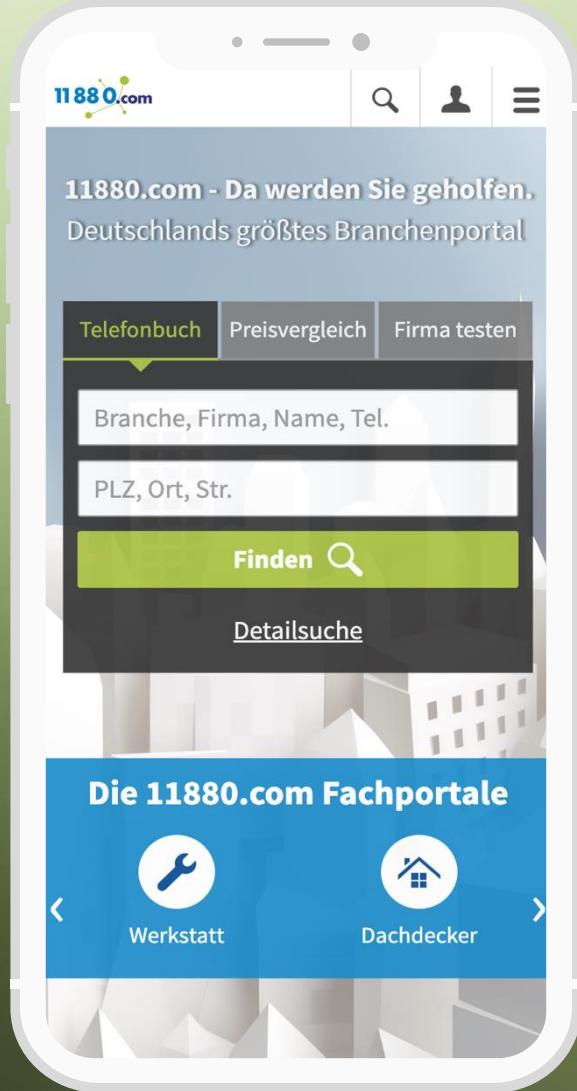 11880.com
11880.com - Da werden Sie geholfen.
Deutschlands größtes Branchenportal
Telefonbuch Preisvergleich Firma testen
Branche, Firma, Name, Tel.
PLZ, Ort, Str.
Finden
Detailsuche
Die 11880.com Fachportale
Werkstatt Dachdecker